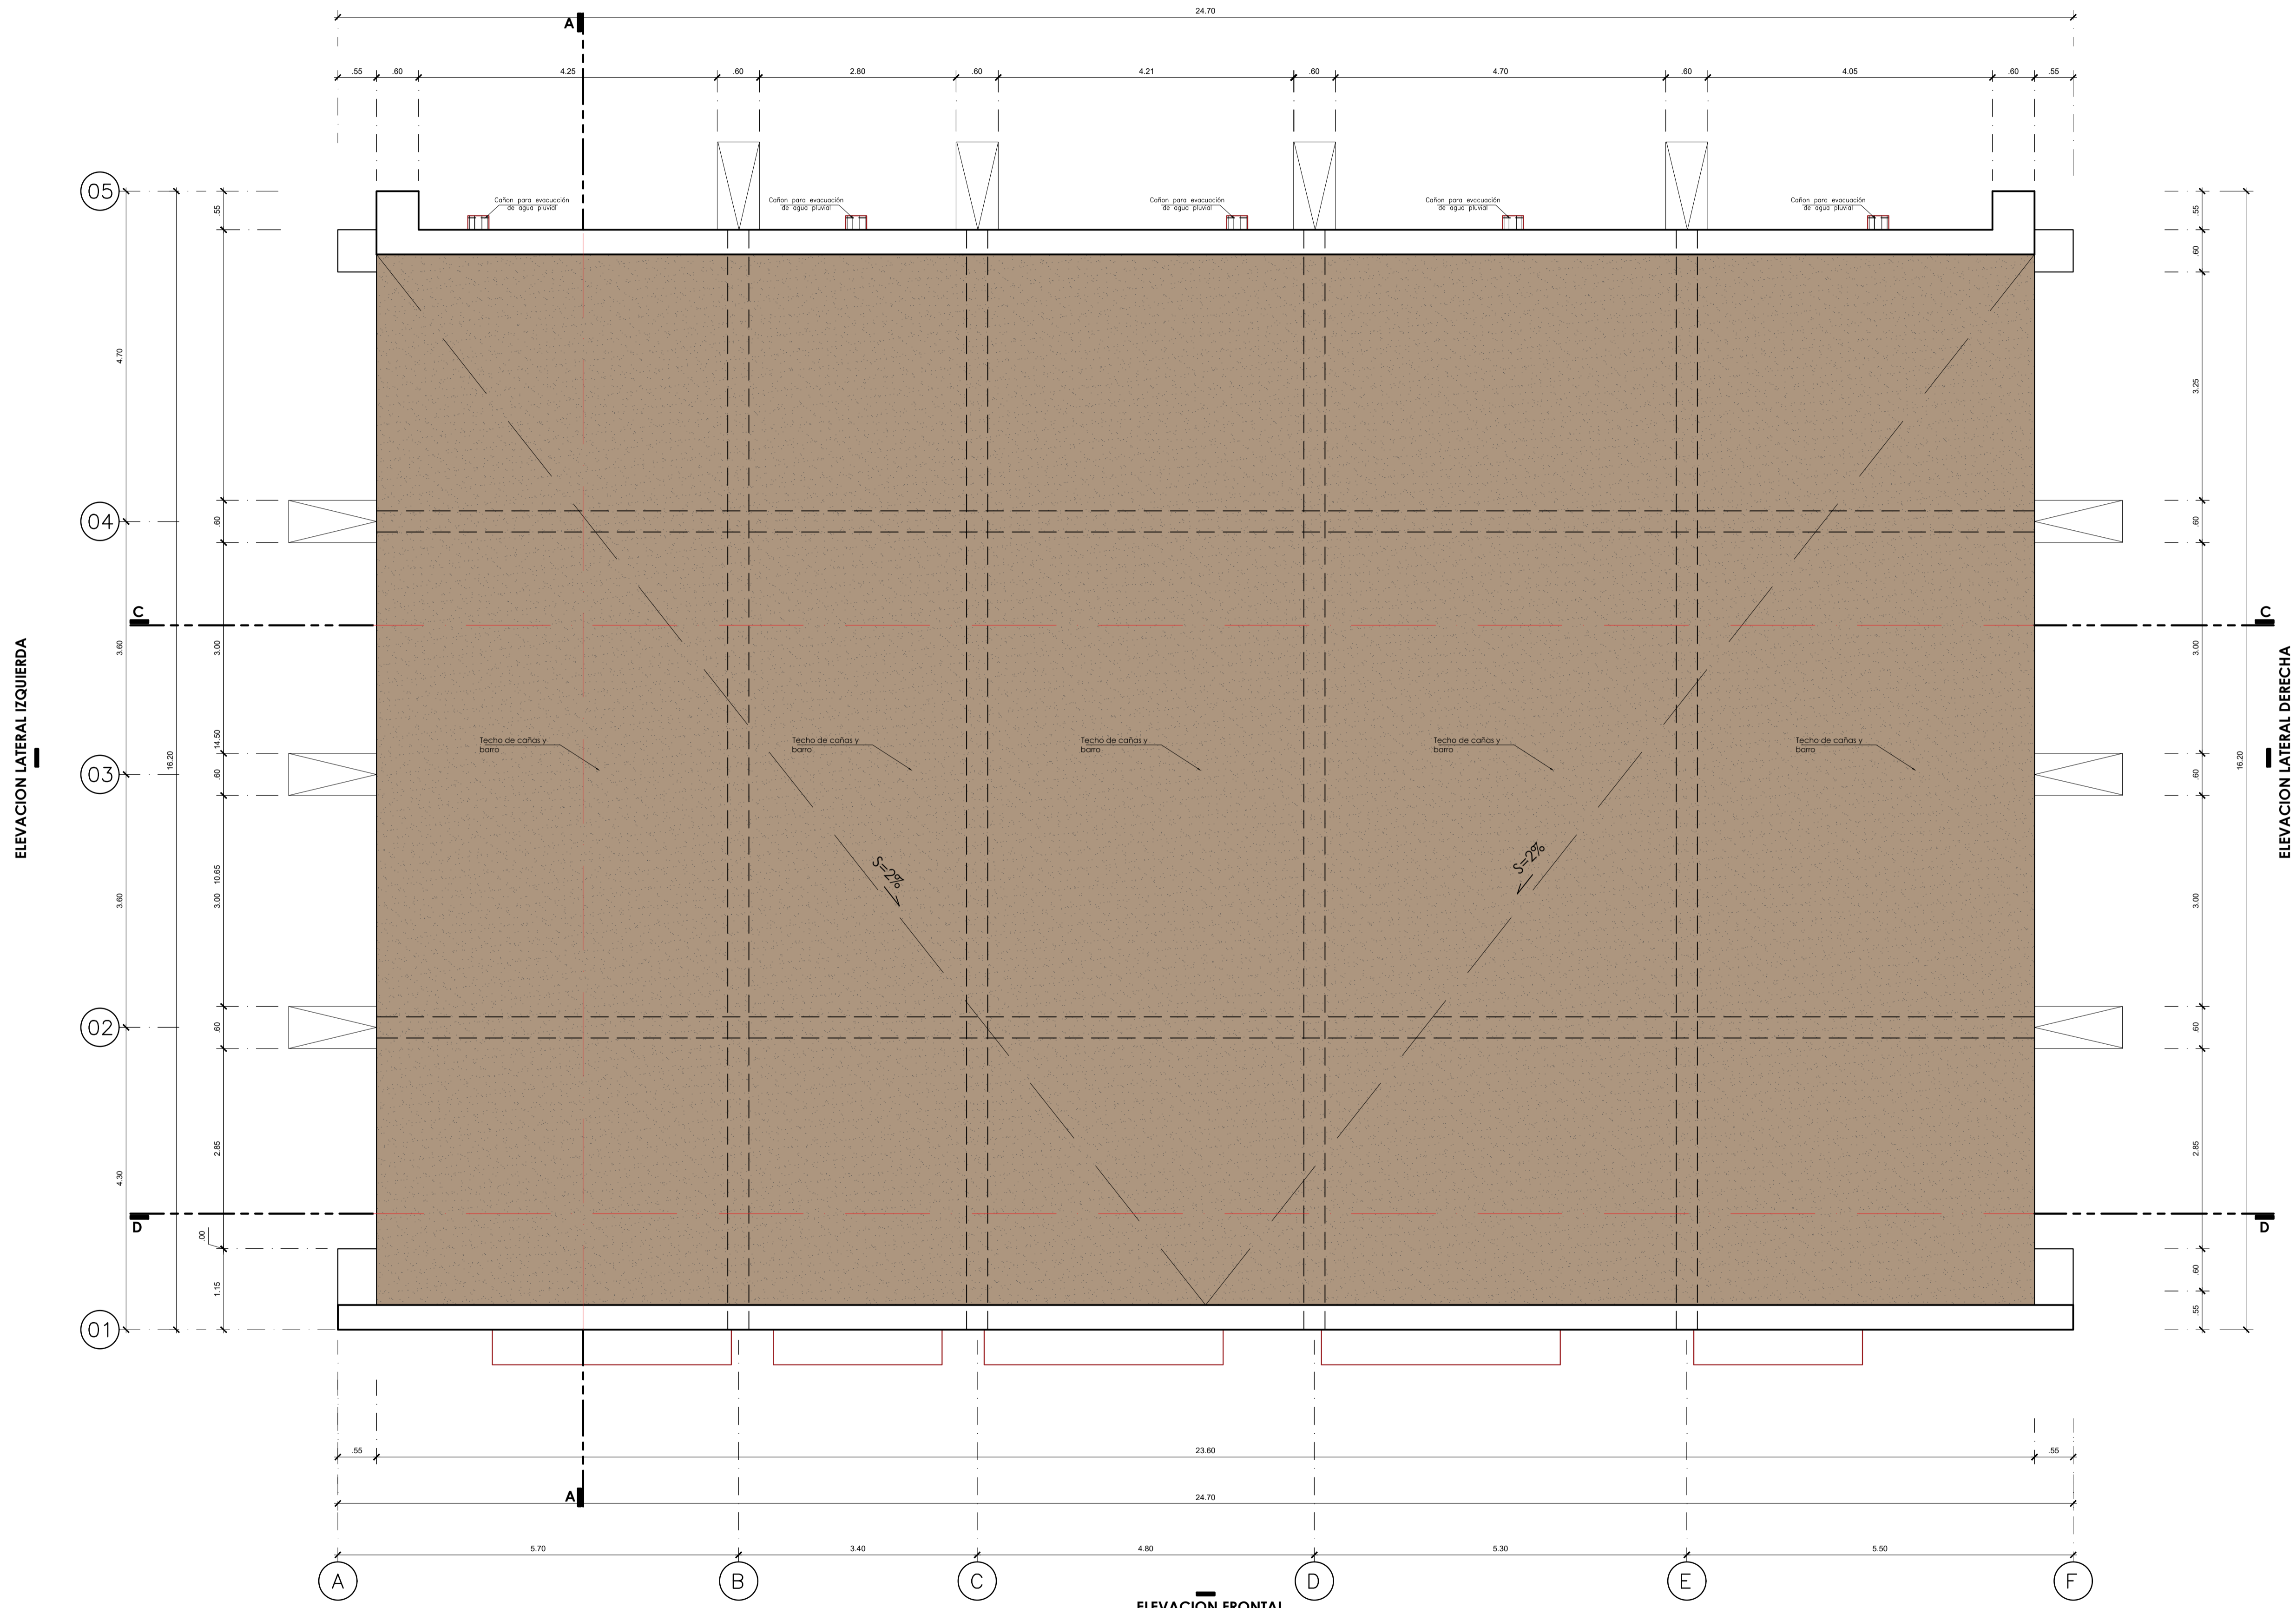 24.70
A
.55
.60
4.25
.60
2.80
.60
4.21
.60
4.70
.60
4.05
.60
.55
05
04
03
02
01
4.70
3.60
3.60
4.30
16.20
.55
.60
3.00
14.50
.60
10.65
3.00
.60
2.85
.00
1.15
Cañon para evacuación
de agua pluvial
Cañon para evacuación
de agua pluvial
Cañon para evacuación
de agua pluvial
Cañon para evacuación
de agua pluvial
Cañon para evacuación
de agua pluvial
.55
.60
3.25
.60
3.00
.60
3.00
.60
2.85
.60
.55
16.20
C
C
ELEVACION LATERAL IZQUIERDA
ELEVACION LATERAL DERECHA
Techo de cañas y
barro
Techo de cañas y
barro
Techo de cañas y
barro
Techo de cañas y
barro
Techo de cañas y
barro
S=2%
S=2%
D
D
.55
23.60
.55
A
24.70
5.70
3.40
4.80
5.30
5.50
A
B
C
D
E
F
ELEVACION FRONTAL